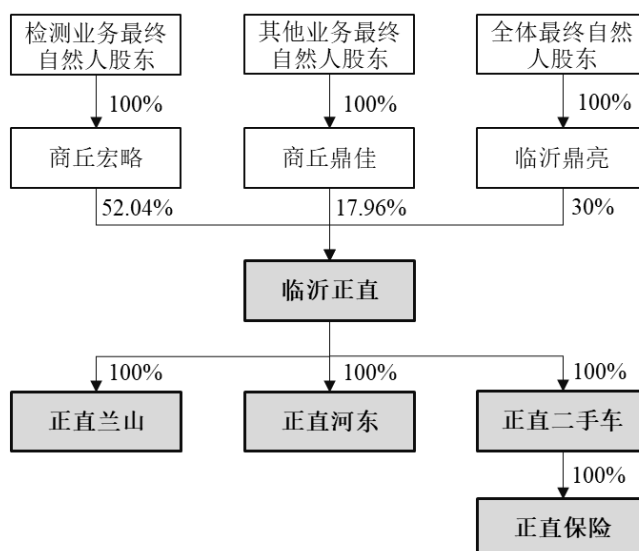 检测业务最终
自然人股东
其他业务最终
自然人股东
全体最终自然
人股东
100%
100%
100%
商丘宏略
商丘鼎佳
临沂鼎亮
52.04%
17.96%
30%
临沂正直
100%
100%
100%
正直兰山
正直河东
正直二手车
100%
正直保险